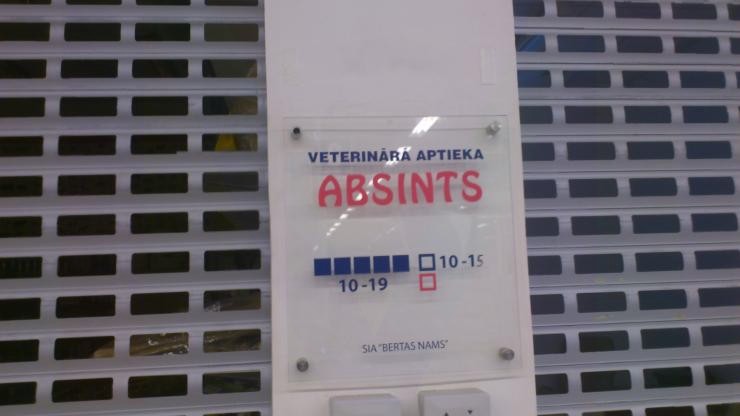 VETERINĀRĀ APTIEKA
ABSINTS
10-15
10-19
SIA "BERTAS NAMS"